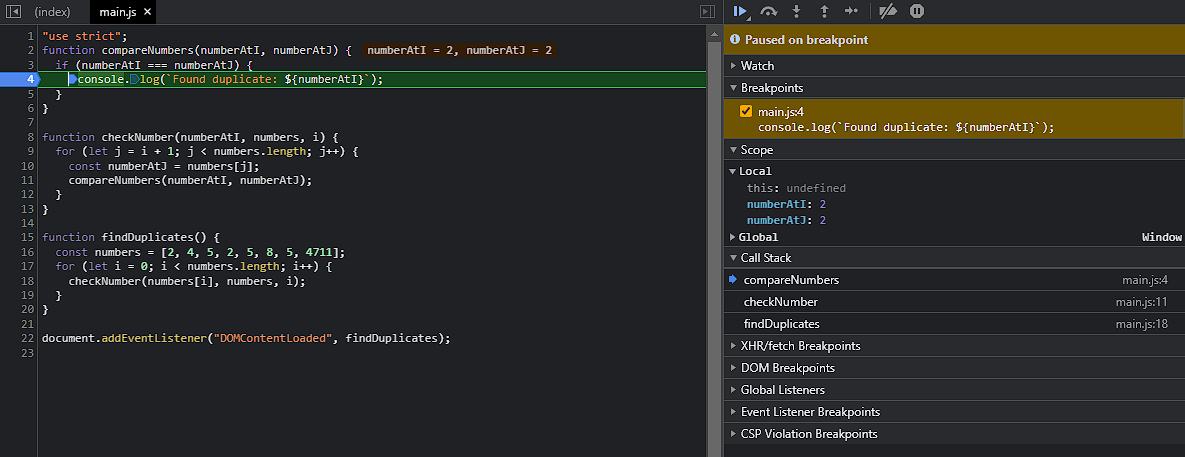 (index) main.js ×
1 "use strict";
2 function compareNumbers(numberAtI, numberAtJ) { numberAtI = 2, numberAtJ = 2
3 if (numberAtI === numberAtJ) {
4 console.log(`Found duplicate: ${numberAtI}`);
5 }
6 }
7
8 function checkNumber(numberAtI, numbers, i) {
9 for (let j = i + 1; j < numbers.length; j++) {
10 const numberAtJ = numbers[j];
11 compareNumbers(numberAtI, numberAtJ);
12 }
13 }
14
15 function findDuplicates() {
16 const numbers = [2, 4, 5, 2, 5, 8, 5, 4711];
17 for (let i = 0; i < numbers.length; i++) {
18 checkNumber(numbers[i], numbers, i);
19 }
20 }
21
22 document.addEventListener("DOMContentLoaded", findDuplicates);
23
Paused on breakpoint
Watch
Breakpoints
main.js:4
console.log(`Found duplicate: ${numberAtI}`);
Scope
Local
this: undefined
numberAtI: 2
numberAtJ: 2
Global Window
Call Stack
compareNumbers main.js:4
checkNumber main.js:11
findDuplicates main.js:18
XHR/fetch Breakpoints
DOM Breakpoints
Global Listeners
Event Listener Breakpoints
CSP Violation Breakpoints